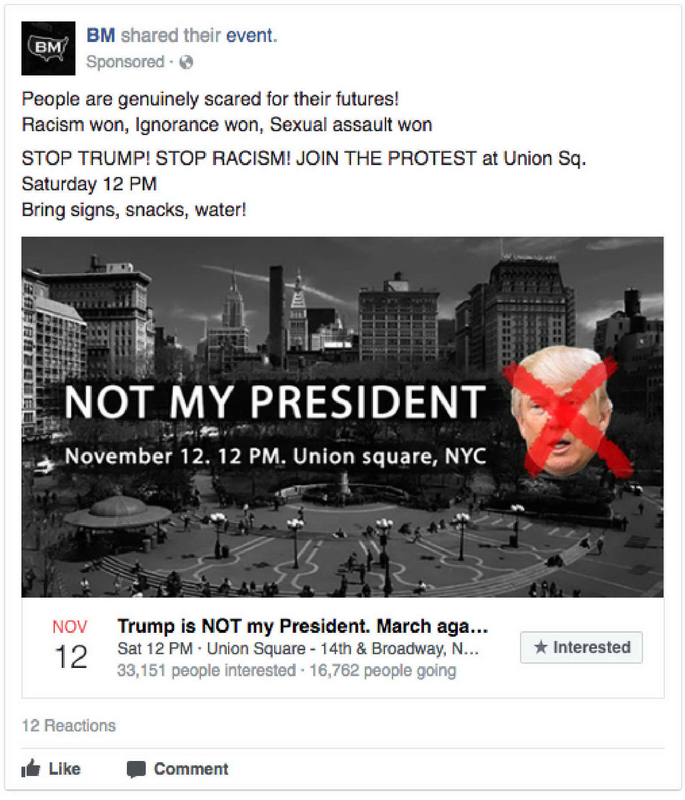 BM
BM shared their event.
Sponsored ·
People are genuinely scared for their futures!
Racism won, Ignorance won, Sexual assault won
STOP TRUMP! STOP RACISM! JOIN THE PROTEST at Union Sq.
Saturday 12 PM
Bring signs, snacks, water!
NOT MY PRESIDENT
November 12. 12 PM. Union square, NYC
NOV
12
Trump is NOT my President. March aga...
Sat 12 PM · Union Square - 14th & Broadway, N...
33,151 people interested · 16,762 people going
Interested
12 Reactions
Like
Comment